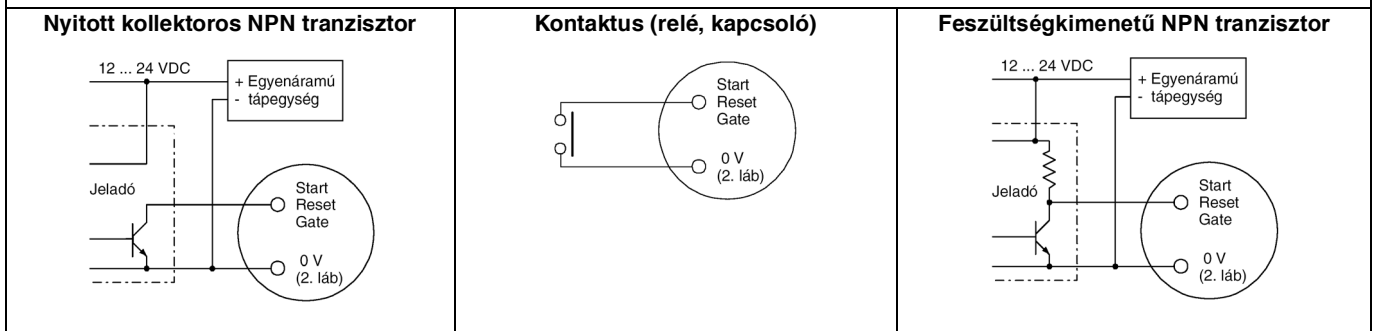 Nyitott kollektoros NPN tranzisztor
12 ... 24 VDC
+ Egyenáramú
- tápegység
Jeladó
Start
Reset
Gate
0 V
(2. láb)
Kontaktus (relé, kapcsoló)
Start
Reset
Gate
0 V
(2. láb)
Feszültségkimenetű NPN tranzisztor
12 ... 24 VDC
+ Egyenáramú
- tápegység
Jeladó
Start
Reset
Gate
0 V
(2. láb)